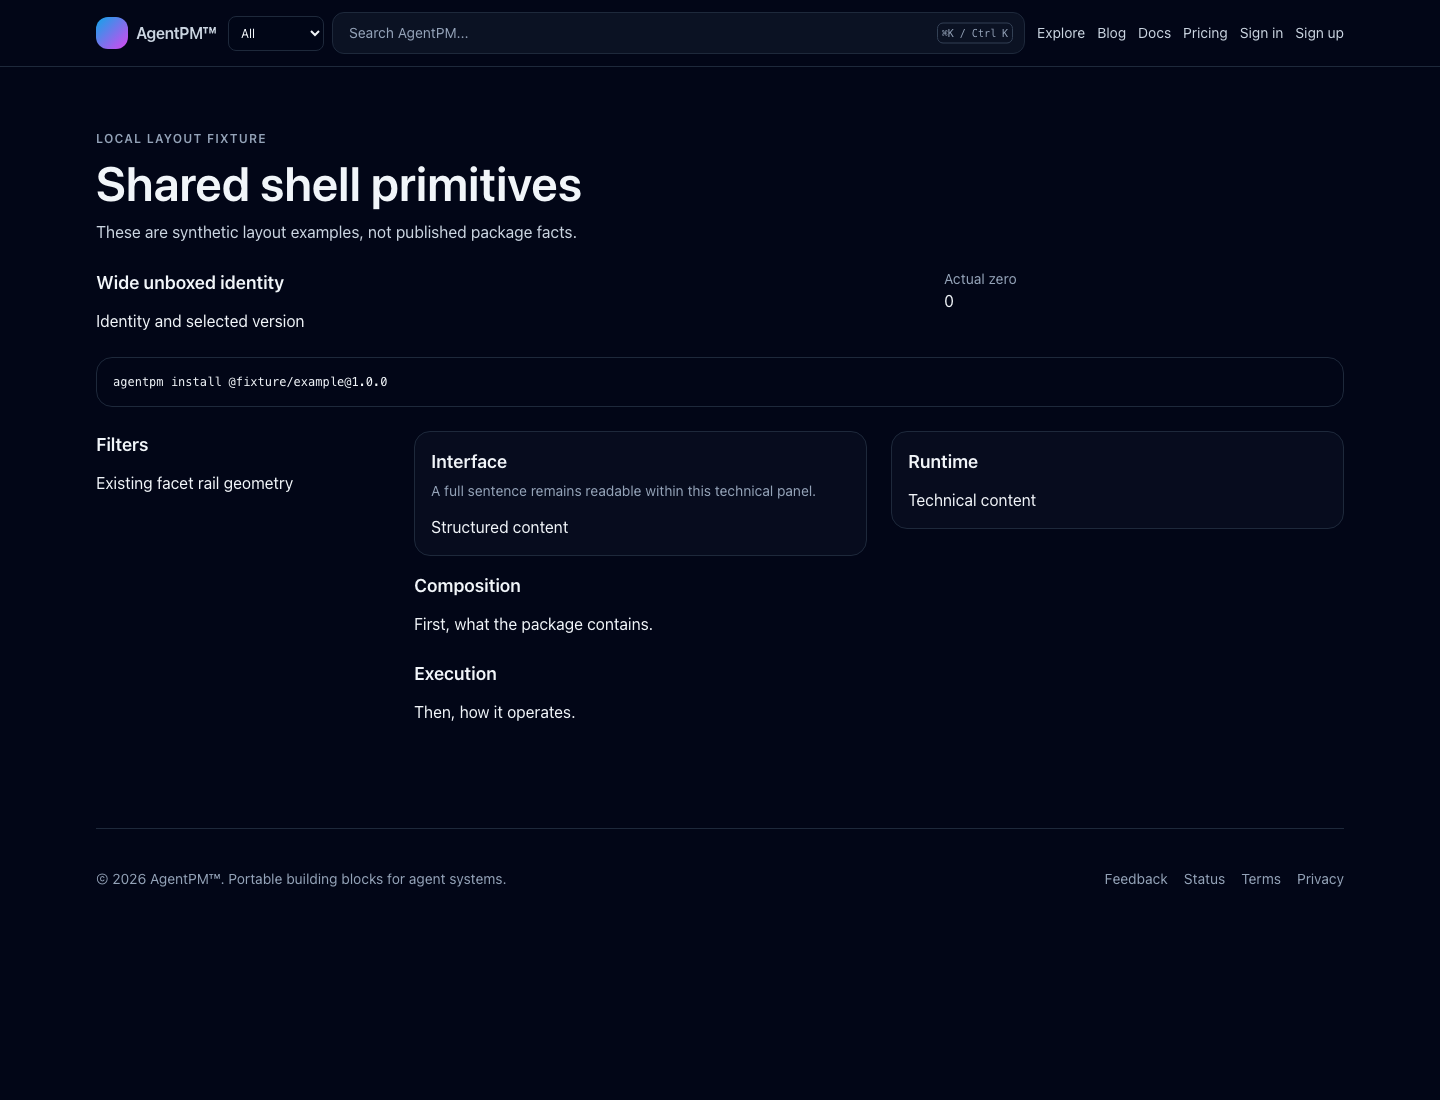 AgentPM™ All Search AgentPM... ⌘K / Ctrl K Explore Blog Docs Pricing Sign in Sign up
LOCAL LAYOUT FIXTURE
Shared shell primitives
These are synthetic layout examples, not published package facts.
Wide unboxed identity
Identity and selected version
Actual zero
0
agentpm install @fixture/example@1.0.0
Filters
Existing facet rail geometry
Interface
A full sentence remains readable within this technical panel.
Structured content
Runtime
Technical content
Composition
First, what the package contains.
Execution
Then, how it operates.
© 2026 AgentPM™. Portable building blocks for agent systems.
Feedback Status Terms Privacy